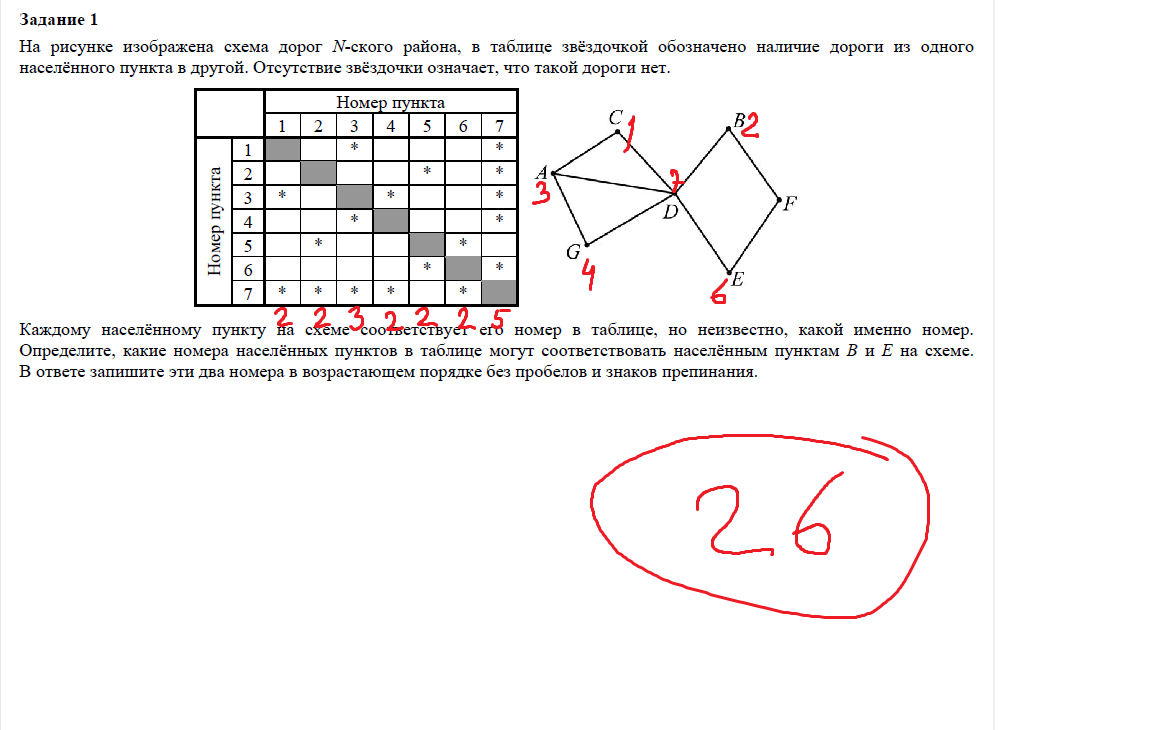 Задание 1
На рисунке изображена схема дорог N-ского района, в таблице звёздочкой обозначено наличие дороги из одного
населённого пункта в другой. Отсутствие звёздочки означает, что такой дороги нет.
Номер пункта
1 2 3 4 5 6 7
Номер пункта
1 * *
2 * *
3 * * *
4 * *
5 * *
6 * *
7 * * * * *
2 2 3 2 2 2 5
C 1
B 2
A 3
7
D
F
G 4
E 6
Каждому населённому пункту на схеме соответствует его номер в таблице, но неизвестно, какой именно номер.
Определите, какие номера населённых пунктов в таблице могут соответствовать населённым пунктам B и E на схеме.
В ответе запишите эти два номера в возрастающем порядке без пробелов и знаков препинания.
26